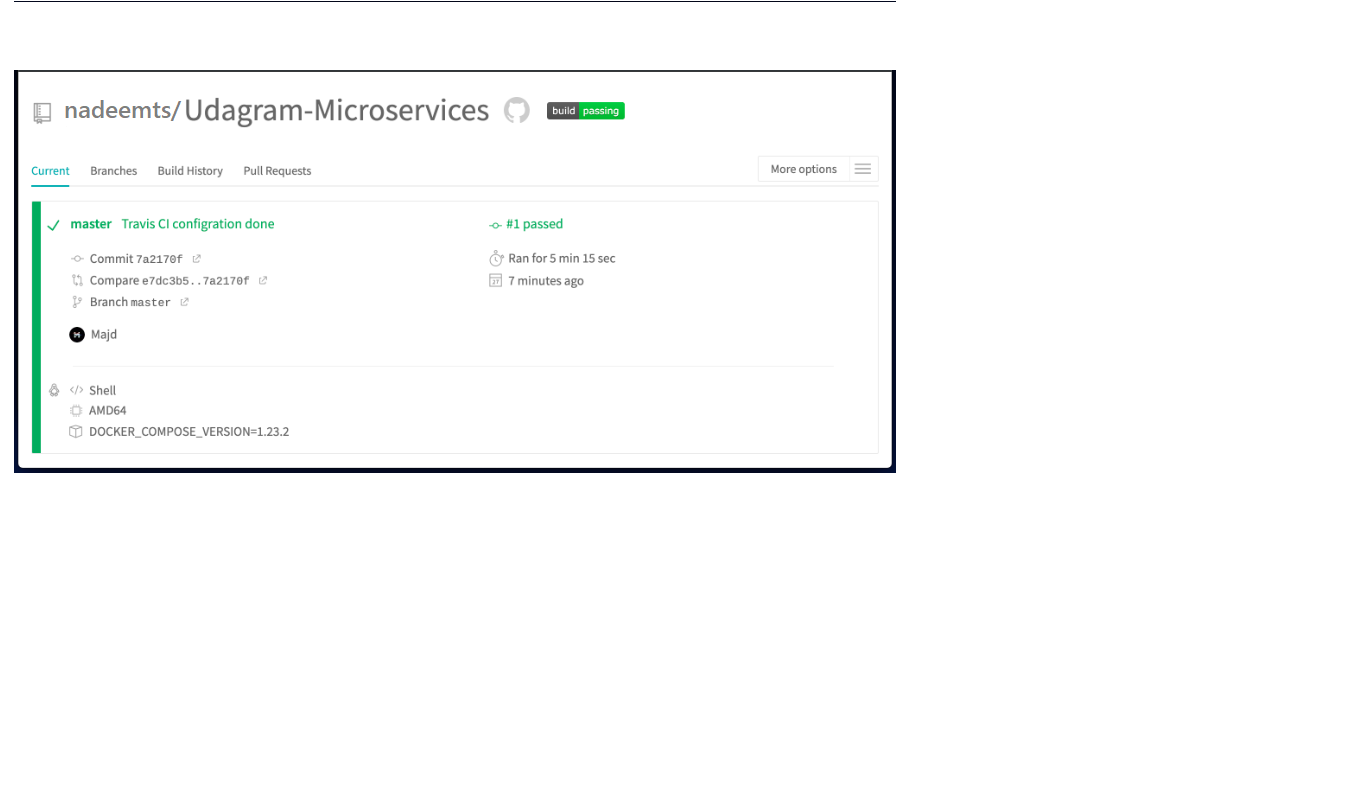 nadeemts/Udagram-Microservices build passing
Current Branches Build History Pull Requests More options
master Travis CI configration done #1 passed
Commit 7a2170f Ran for 5 min 15 sec
Compare e7dc3b5..7a2170f 27 7 minutes ago
Branch master
Majd
</> Shell
AMD64
DOCKER_COMPOSE_VERSION=1.23.2